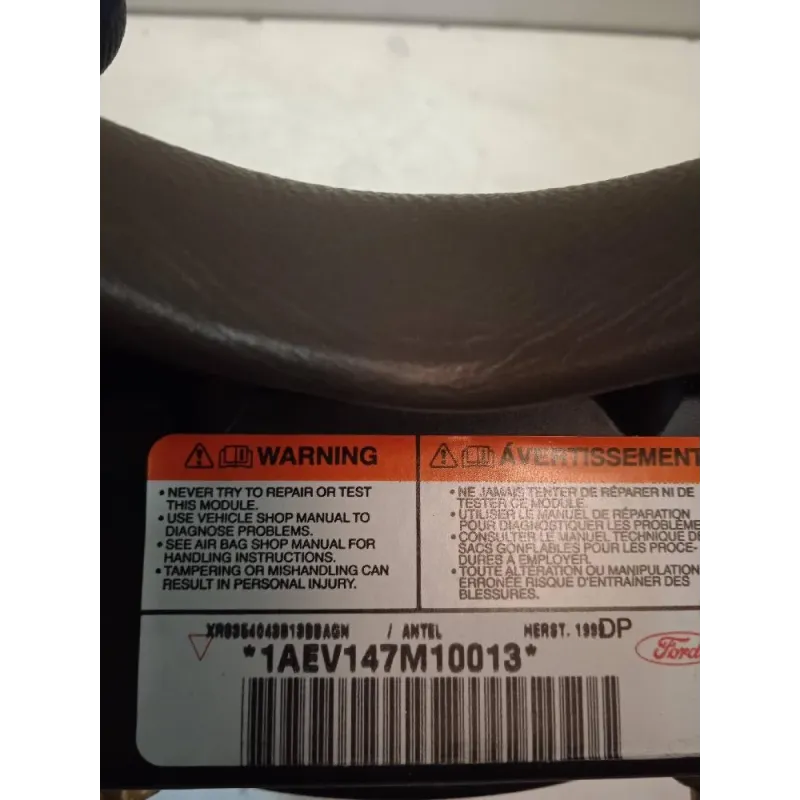 WARNING
• NEVER TRY TO REPAIR OR TEST
THIS MODULE.
• USE VEHICLE SHOP MANUAL TO
DIAGNOSE PROBLEMS.
• SEE AIR BAG SHOP MANUAL FOR
HANDLING INSTRUCTIONS.
• TAMPERING OR MISHANDLING CAN
RESULT IN PERSONAL INJURY.
ÁVERTISSEMENT
• NE JAMAIS TENTER DE RÉPARER NI DE
TESTER CE MODULE.
• UTILISER LE MANUEL DE RÉPARATION
POUR DIAGNOSTIQUER LES PROBLÈME
• CONSULTER LE MANUEL TECHNIQUE D
SACS GONFLABLES POUR LES PROCÉ-
DURES À EMPLOYER.
• TOUTE ALTÉRATION OU MANIPULATION
ERRONÉE RISQUE D'ENTRAÎNER DES
BLESSURES.
/ ANTEL HERST. DP
*1AEV147M10013*
Ford